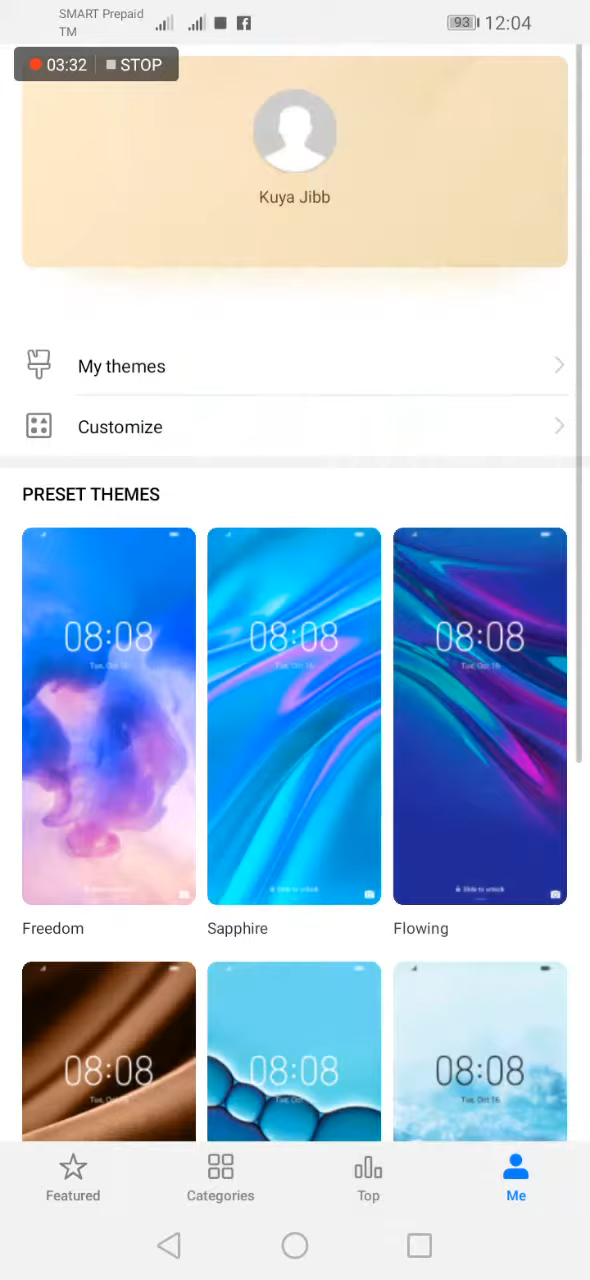 SMART Prepaid
TM
93
12:04
03:32
STOP
Kuya Jibb
My themes
Customize
PRESET THEMES
08:08
Tue, Oct 16
Slide to unlock
08:08
Tue, Oct 16
Slide to unlock
08:08
Tue, Oct 16
Slide to unlock
Freedom
Sapphire
Flowing
08:08
08:08
08:08
Tue, Oct 16
Featured
Categories
Top
Me